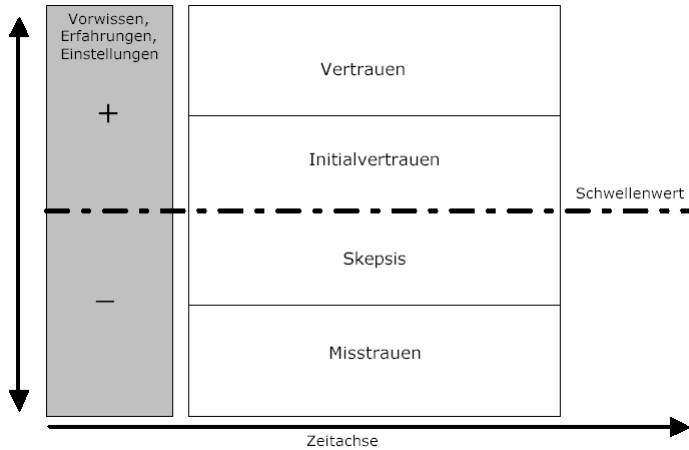 Vorwissen,
Erfahrungen,
Einstellungen
+
Vertrauen
Initialvertrauen
Schwellenwert
Skepsis
–
Misstrauen
Zeitachse